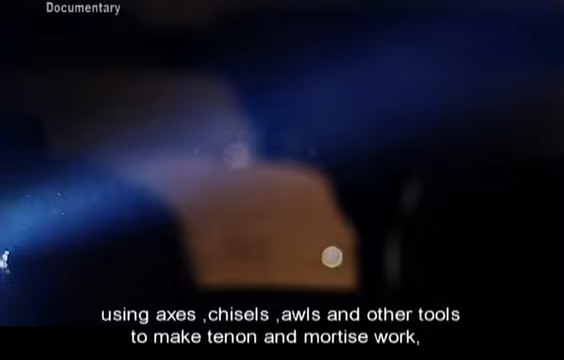 Documentary
using axes ,chisels ,awls and other tools
to make tenon and mortise work,